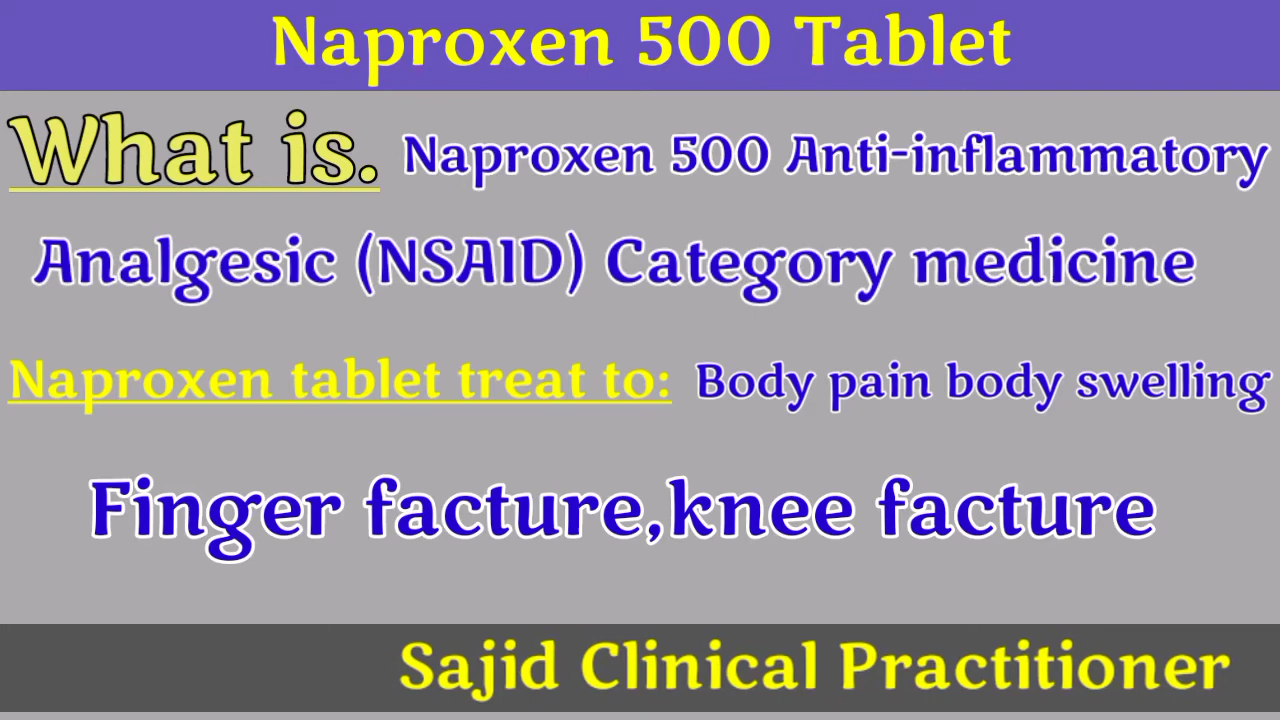 Naproxen 500 Tablet
What is. Naproxen 500 Anti-inflammatory
Analgesic (NSAID) Category medicine
Naproxen tablet treat to: Body pain body swelling
Finger facture,knee facture
Sajid Clinical Practitioner